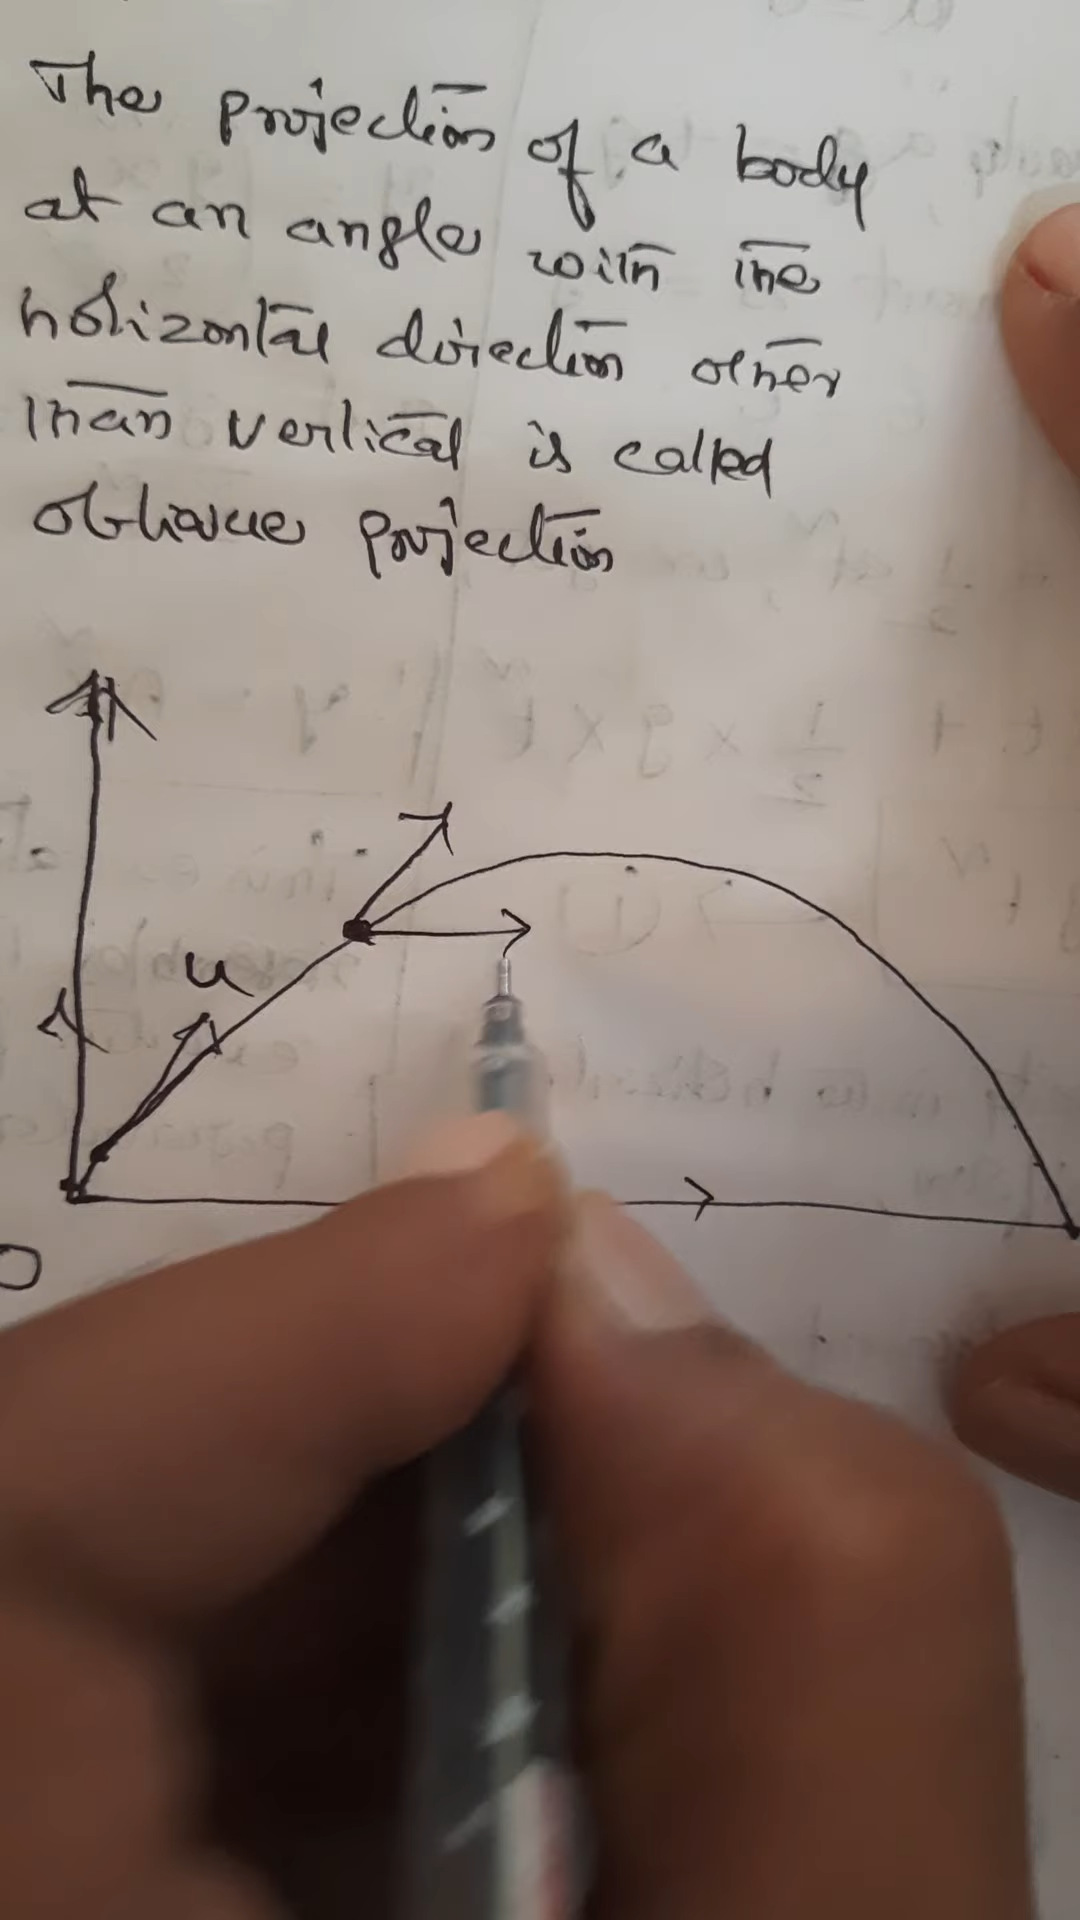 The projection of a body
at an angle with the
horizontal direction other
than vertical is called
oblique projection
u
O